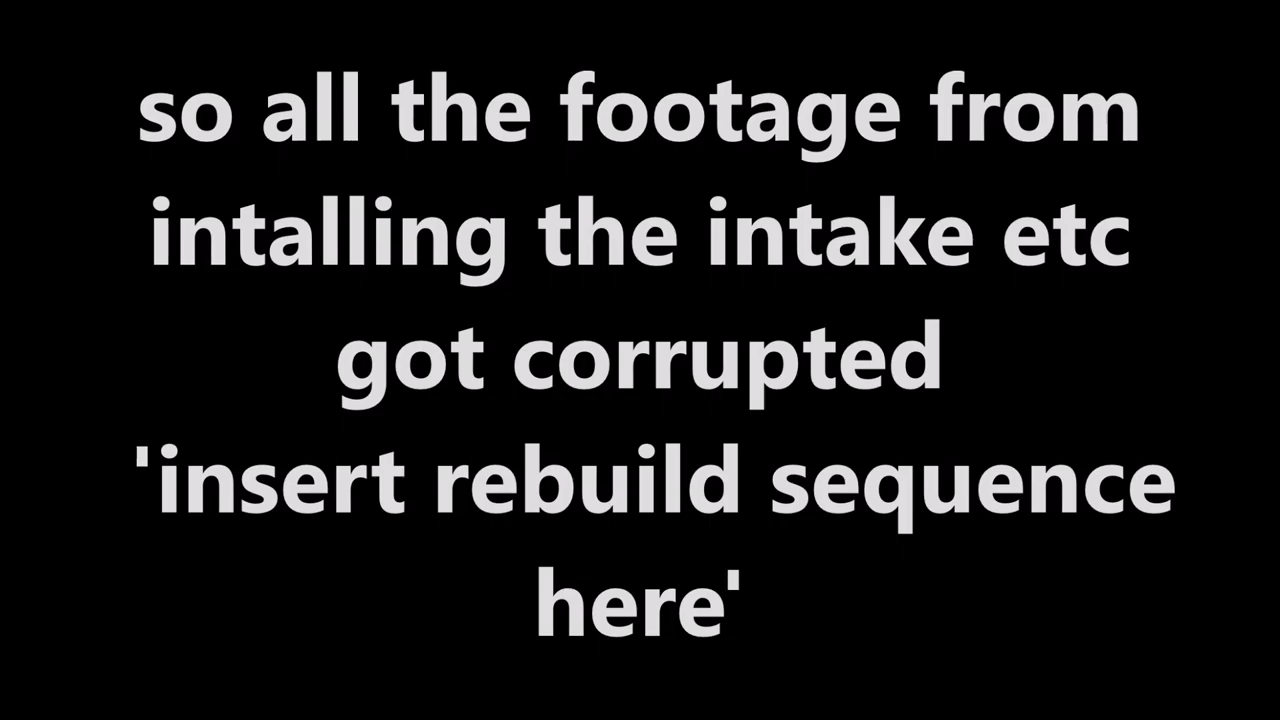 so all the footage from
intalling the intake etc
got corrupted
'insert rebuild sequence
here'